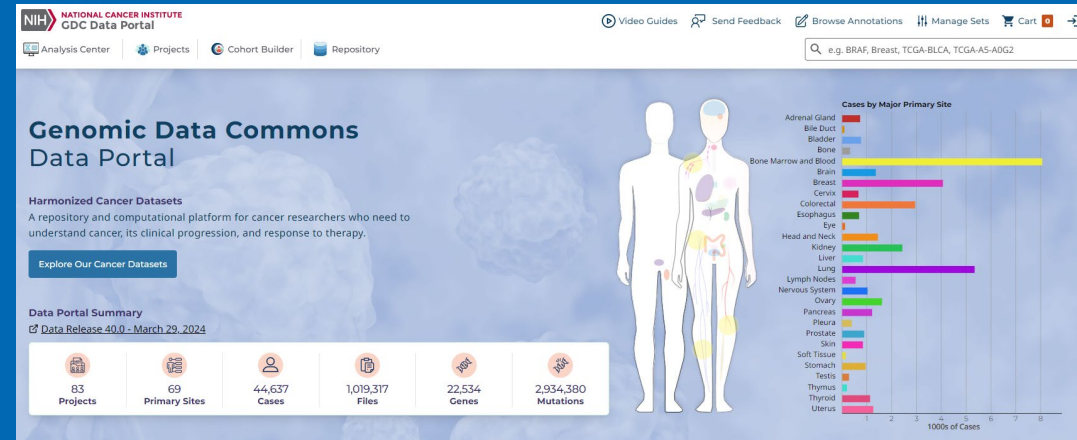 NIH NATIONAL CANCER INSTITUTE
GDC Data Portal
Video Guides
Send Feedback
Browse Annotations
Manage Sets
Cart 0
Analysis Center
Projects
Cohort Builder
Repository
e.g. BRAF, Breast, TCGA-BLCA, TCGA-A5-A0G2
Genomic Data Commons
Data Portal
Harmonized Cancer Datasets
A repository and computational platform for cancer researchers who need to
understand cancer, its clinical progression, and response to therapy.
Explore Our Cancer Datasets
Data Portal Summary
Data Release 40.0 - March 29, 2024
83
Projects
69
Primary Sites
44,637
Cases
1,019,317
Files
22,534
Genes
2,934,380
Mutations
Cases by Major Primary Site
Adrenal Gland
Bile Duct
Bladder
Bone
Bone Marrow and Blood
Brain
Breast
Cervix
Colorectal
Esophagus
Eye
Head and Neck
Kidney
Liver
Lung
Lymph Nodes
Nervous System
Ovary
Pancreas
Pleura
Prostate
Skin
Soft Tissue
Stomach
Testis
Thymus
Thyroid
Uterus
1 2 3 4 5 6 7 8
1000s of Cases